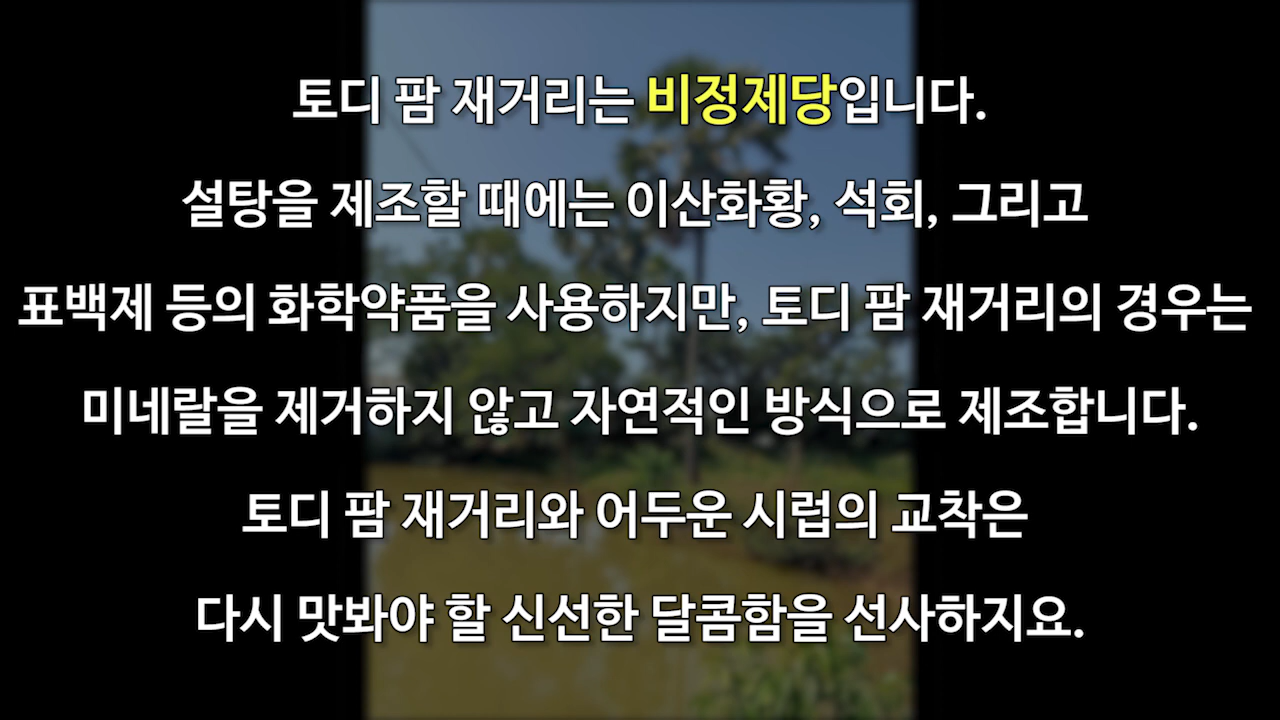 토디 팜 재거리는 비정제당입니다.
설탕을 제조할 때에는 이산화황, 석회, 그리고
표백제 등의 화학약품을 사용하지만, 토디 팜 재거리의 경우는
미네랄을 제거하지 않고 자연적인 방식으로 제조합니다.
토디 팜 재거리와 어두운 시럽의 교착은
다시 맛봐야 할 신선한 달콤함을 선사하지요.